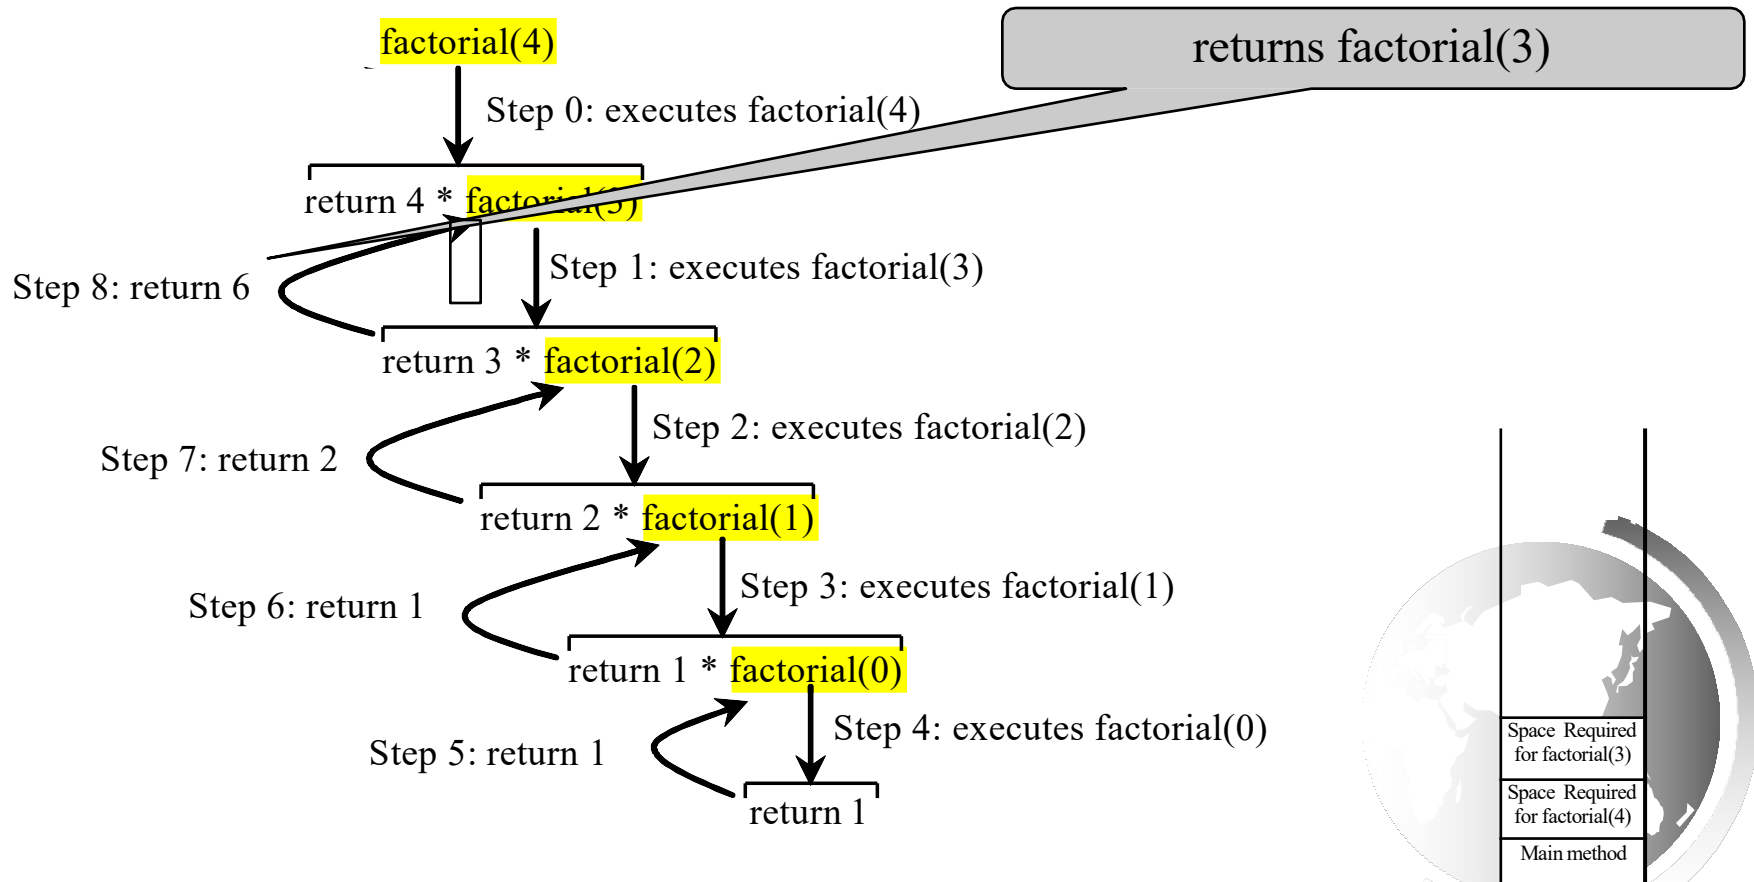 factorial(4)
returns factorial(3)
Step 0: executes factorial(4)
return 4 * factorial(3)
Step 1: executes factorial(3)
Step 8: return 6
return 3 * factorial(2)
Step 2: executes factorial(2)
Step 7: return 2
return 2 * factorial(1)
Step 3: executes factorial(1)
Step 6: return 1
return 1 * factorial(0)
Step 4: executes factorial(0)
Step 5: return 1
return 1
Space Required
for factorial(3)
Space Required
for factorial(4)
Main method